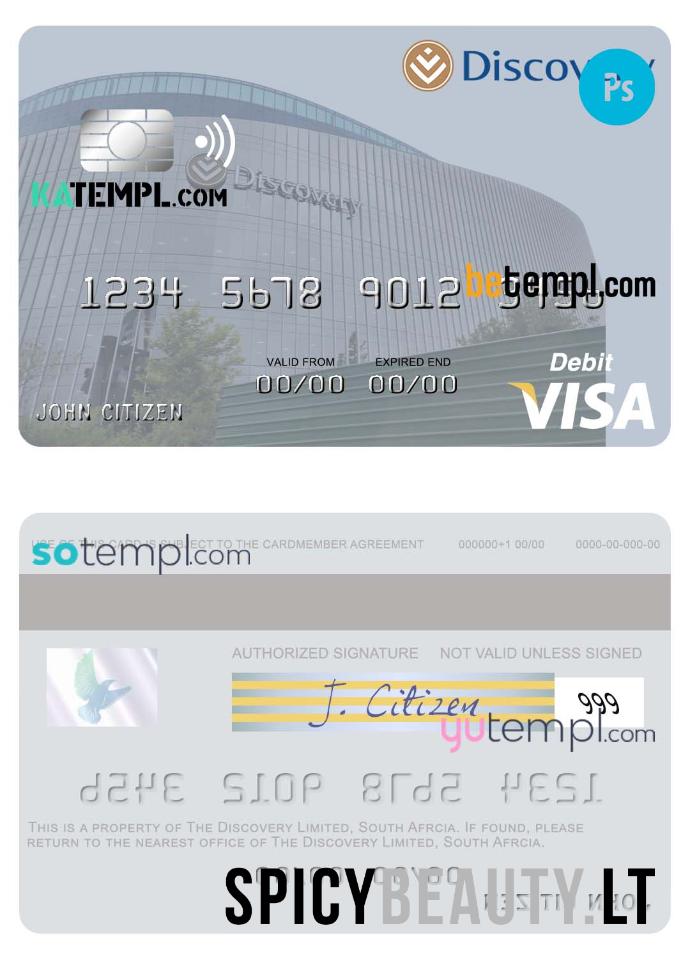 Discovery
Ps
Discovery
KATEMPL.COM
1234 5678 9012 3456
betempl.com
VALID FROM EXPIRED END
00/00 00/00
Debit
JOHN CITIZEN
VISA
USE OF THIS CARD IS SUBJECT TO THE CARDMEMBER AGREEMENT 000000+1 00/00 0000-00-000-00
sotempl.com
AUTHORIZED SIGNATURE NOT VALID UNLESS SIGNED
J. Citizen 999
yutempl.com
THIS IS A PROPERTY OF THE DISCOVERY LIMITED, SOUTH AFRCIA. IF FOUND, PLEASE
RETURN TO THE NEAREST OFFICE OF THE DISCOVERY LIMITED, SOUTH AFRCIA.
SPICYBEAUTY.LT